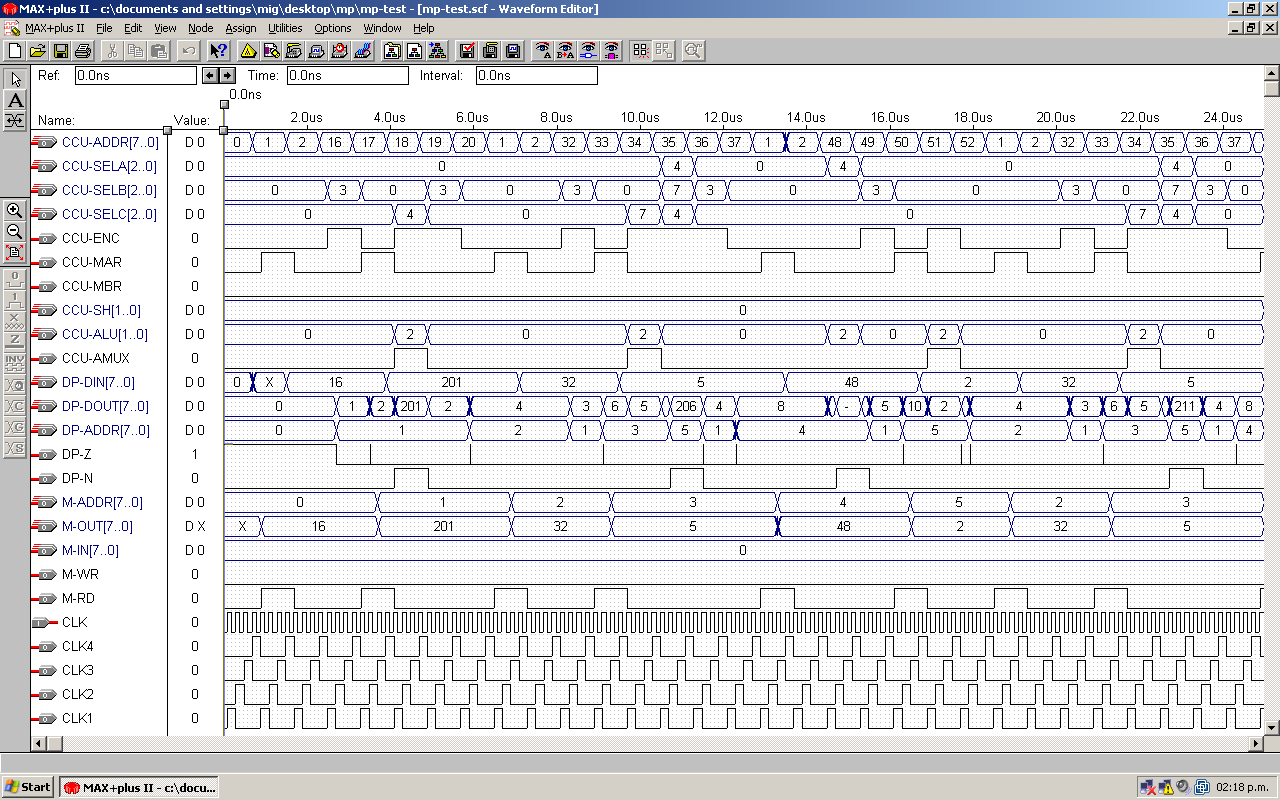 MAX+plus II - c:\documents and settings\mig\desktop\mp\mp-test - [mp-test.scf - Waveform Editor]
MAX+plus II File Edit View Node Assign Utilities Options Window Help
Ref: 0.0ns Time: 0.0ns Interval: 0.0ns
0.0ns
Name: Value: 2.0us 4.0us 6.0us 8.0us 10.0us 12.0us 14.0us 16.0us 18.0us 20.0us 22.0us 24.0us
CCU-ADDR[7..0] D 0 0 1 2 16 17 18 19 20 1 2 32 33 34 35 36 37 1 2 48 49 50 51 52 1 2 32 33 34 35 36 37
CCU-SELA[2..0] D 0 0 4 0 4 0 4 0
CCU-SELB[2..0] D 0 0 3 0 3 0 3 0 7 3 0 3 0 3 0 7 3 0
CCU-SELC[2..0] D 0 0 4 0 7 4 0 7 4 0
CCU-ENC 0
CCU-MAR 0
CCU-MBR 0
CCU-SH[1..0] D 0 0
CCU-ALU[1..0] D 0 0 2 0 2 0 2 0 2 0 2 0
CCU-AMUX 0
DP-DIN[7..0] D 0 0 X 16 201 32 5 48 2 32 5
DP-DOUT[7..0] D 0 0 1 2 201 2 4 3 6 5 206 4 8 - 5 10 2 4 3 6 5 211 4 8
DP-ADDR[7..0] D 0 0 1 2 1 3 5 1 4 1 5 2 1 3 5 1 4
DP-Z 1
DP-N 0
M-ADDR[7..0] D 0 0 1 2 3 4 5 2 3
M-OUT[7..0] D X X 16 201 32 5 48 2 32 5
M-IN[7..0] D 0 0
M-WR 0
M-RD 0
CLK 0
CLK4 0
CLK3 0
CLK2 0
CLK1 0
Start MAX+plus II - c:\docu... 02:18 p.m.